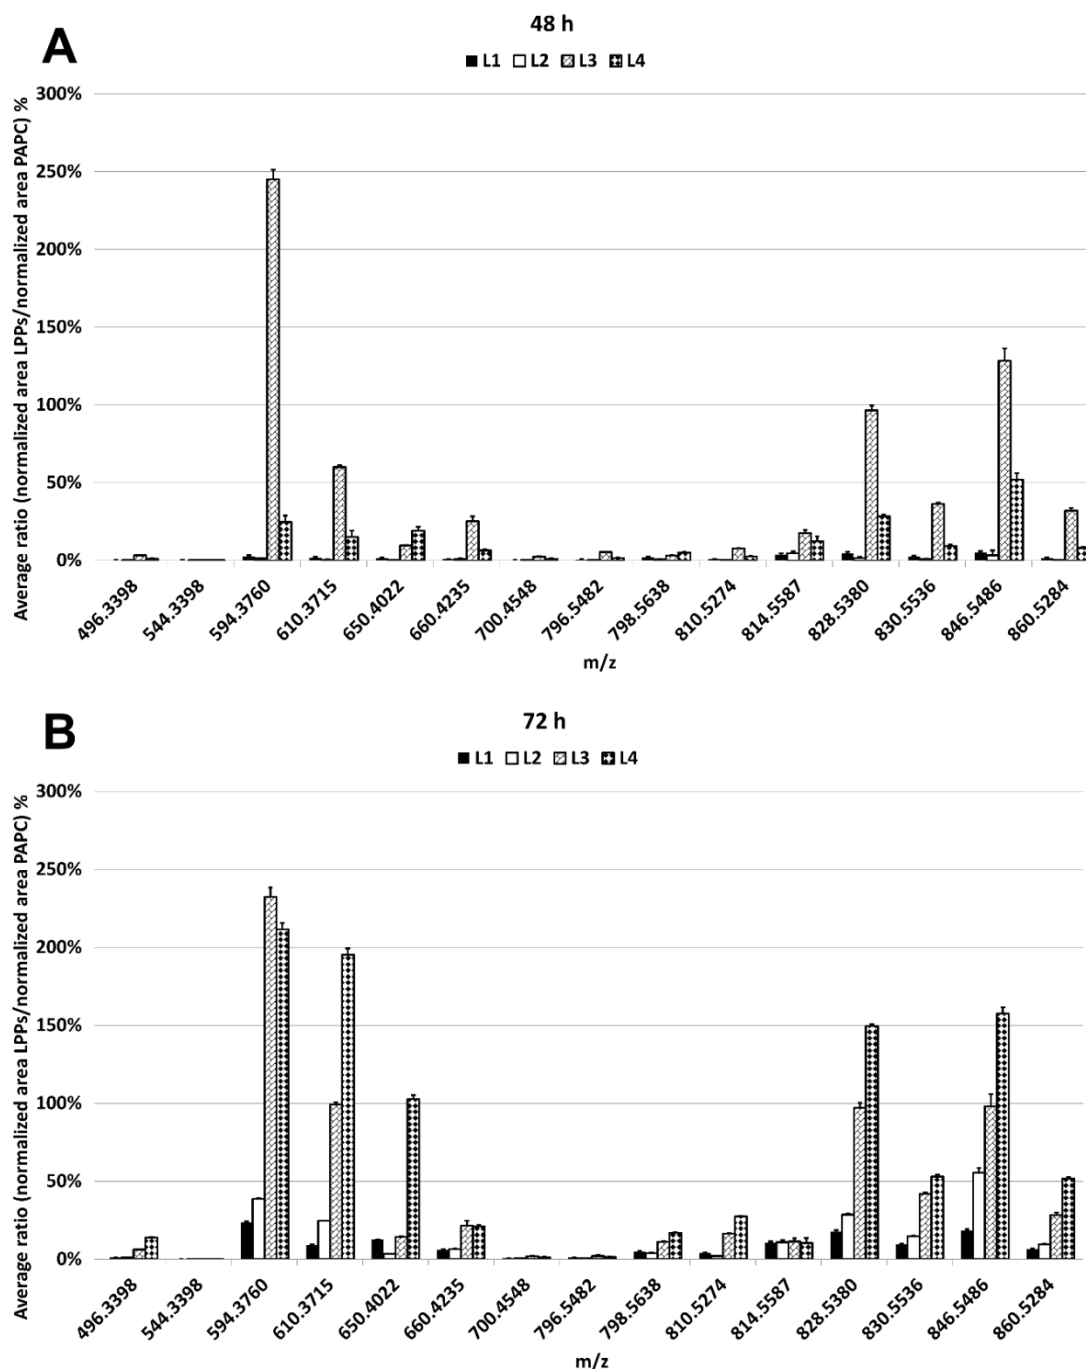 A
48 h
L1 L2 L3 L4
Average ratio (normalized area LPPs/normalized area PAPC) %
300%
250%
200%
150%
100%
50%
0%
496.3398 544.3398 594.3760 610.3715 650.4022 660.4235 700.4548 796.5482 798.5638 810.5274 814.5587 828.5380 830.5536 846.5486 860.5284
m/z
B
72 h
L1 L2 L3 L4
Average ratio (normalized area LPPs/normalized area PAPC) %
300%
250%
200%
150%
100%
50%
0%
496.3398 544.3398 594.3760 610.3715 650.4022 660.4235 700.4548 796.5482 798.5638 810.5274 814.5587 828.5380 830.5536 846.5486 860.5284
m/z